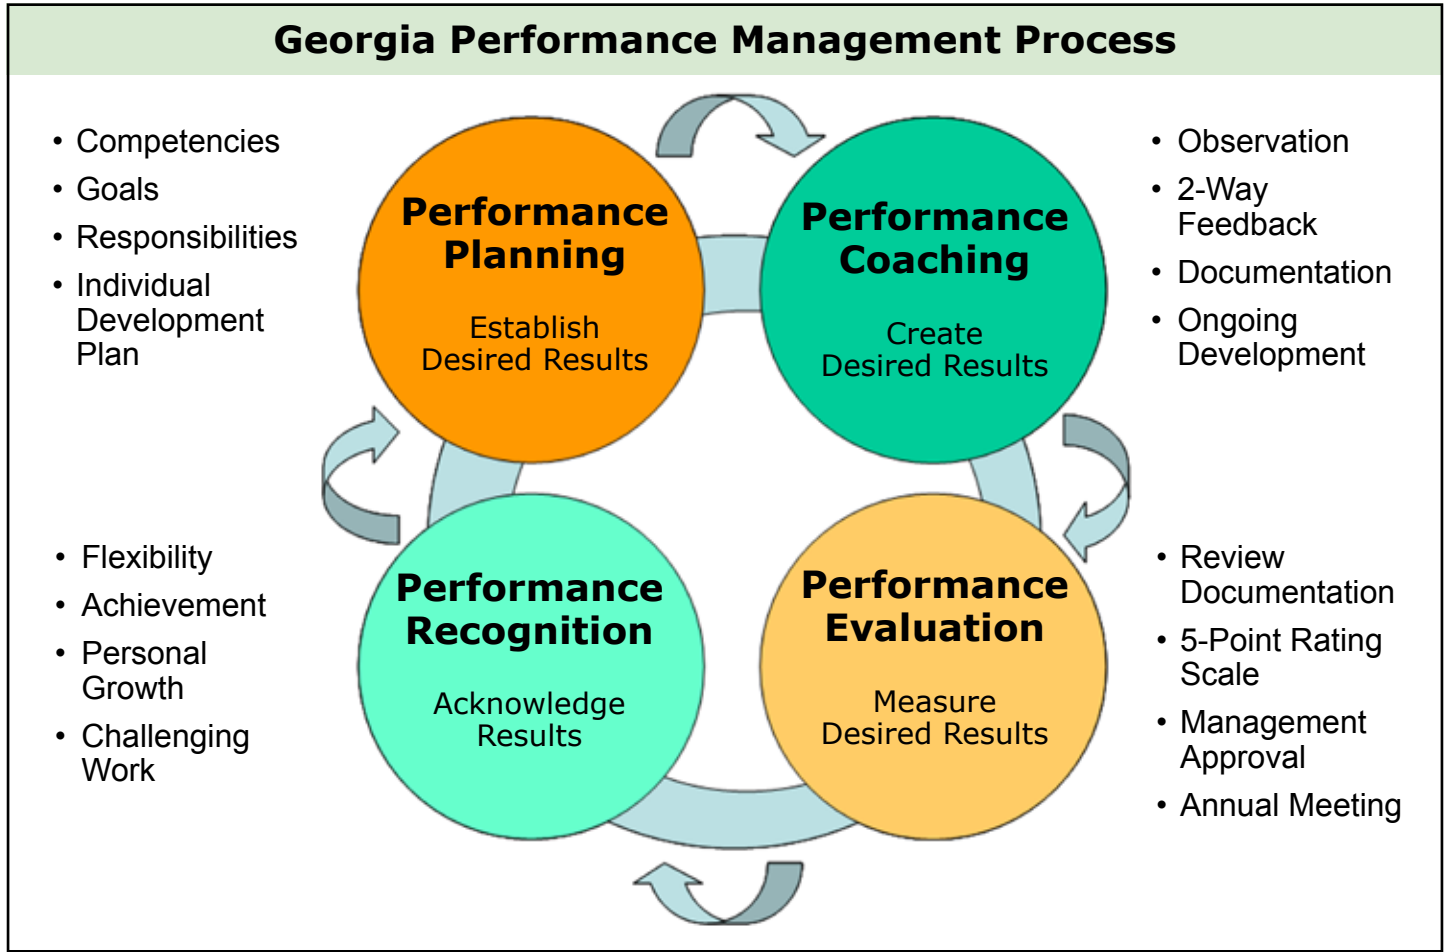 Georgia Performance Management Process
• Competencies
• Goals
• Responsibilities
• Individual
Development
Plan
Performance
Planning
Establish
Desired Results
Performance
Coaching
Create
Desired Results
• Observation
• 2-Way
Feedback
• Documentation
• Ongoing
Development
• Flexibility
• Achievement
• Personal
Growth
• Challenging
Work
Performance
Recognition
Acknowledge
Results
Performance
Evaluation
Measure
Desired Results
• Review
Documentation
• 5-Point Rating
Scale
• Management
Approval
• Annual Meeting